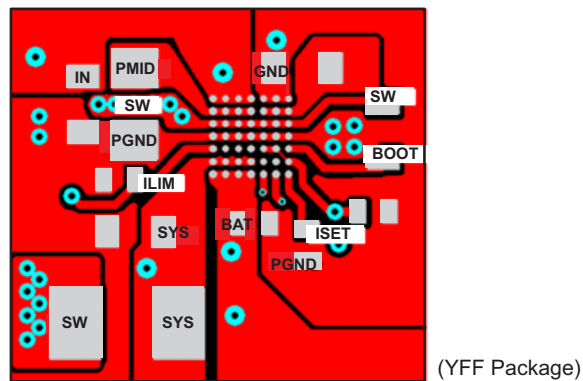 IN PMID GND
SW SW
PGND BOOT
ILIM
SYS BAT ISET
PGND
SW SYS
(YFF Package)